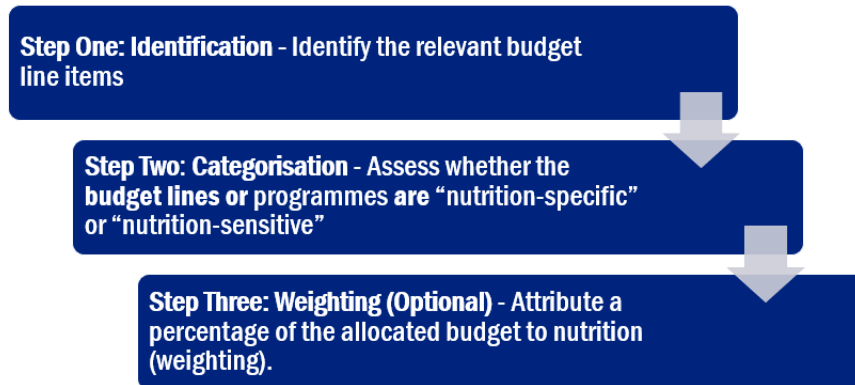 Step One: Identification - Identify the relevant budget
line items
Step Two: Categorisation - Assess whether the
budget lines or programmes are “nutrition-specific”
or “nutrition-sensitive”
Step Three: Weighting (Optional) - Attribute a
percentage of the allocated budget to nutrition
(weighting).